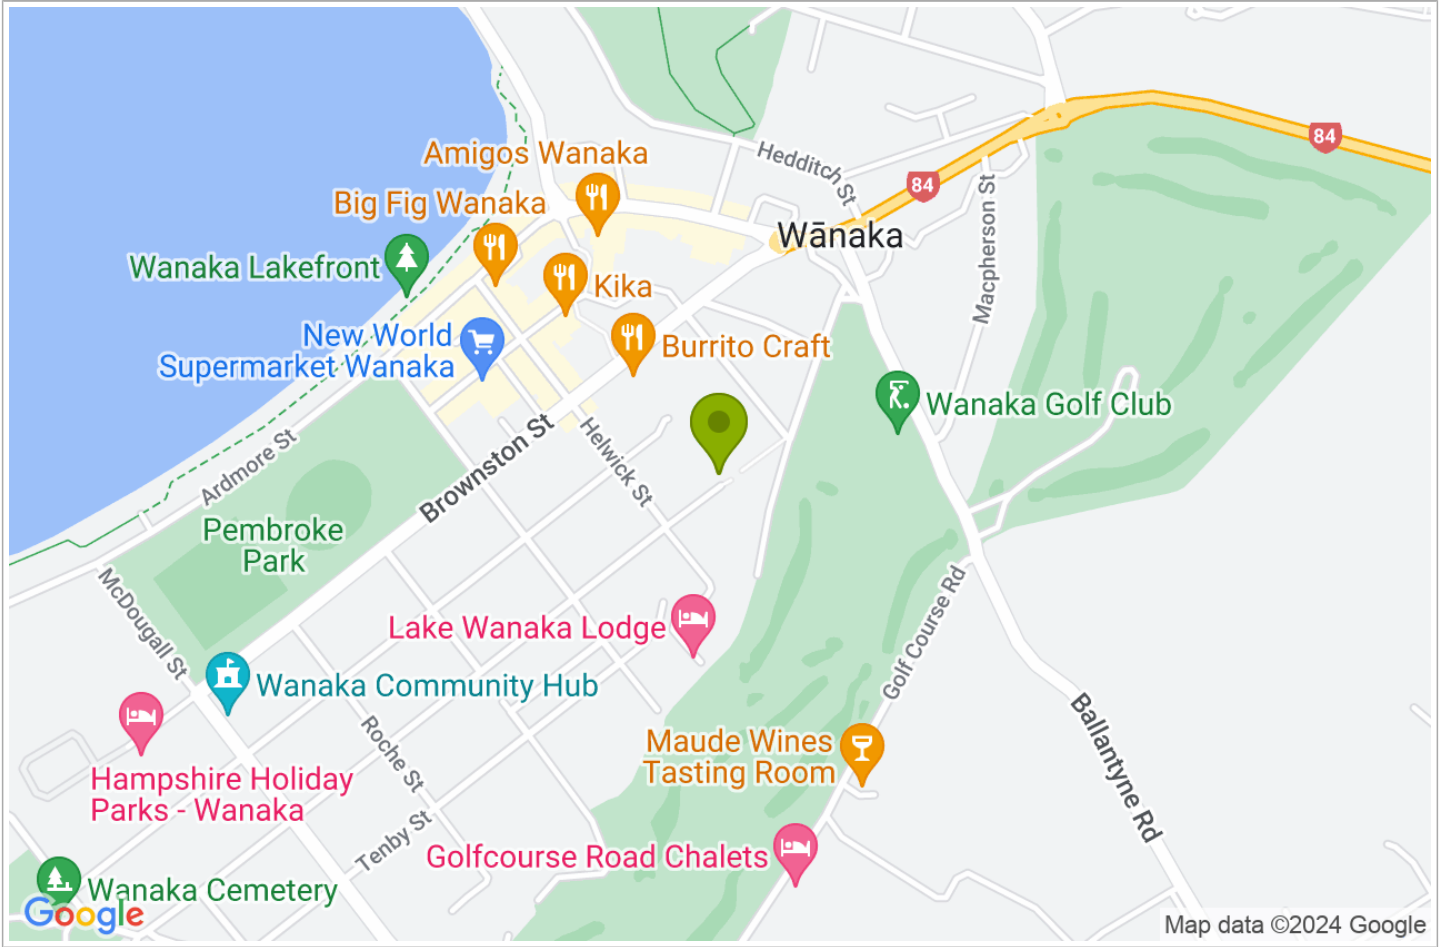 84
Hedditch St
Amigos Wanaka
84
Macpherson St
Big Fig Wanaka
Wānaka
Wanaka Lakefront
Kika
New World
Supermarket Wanaka
Burrito Craft
Wanaka Golf Club
Ardmore St
Brownston St
Helwick St
Pembroke
Park
McDougall St
Lake Wanaka Lodge
Golf Course Rd
Wanaka Community Hub
Roche St
Ballantyne Rd
Maude Wines
Tasting Room
Hampshire Holiday
Parks - Wanaka
Tenby St
Golfcourse Road Chalets
Wanaka Cemetery
Google
Map data ©2024 Google